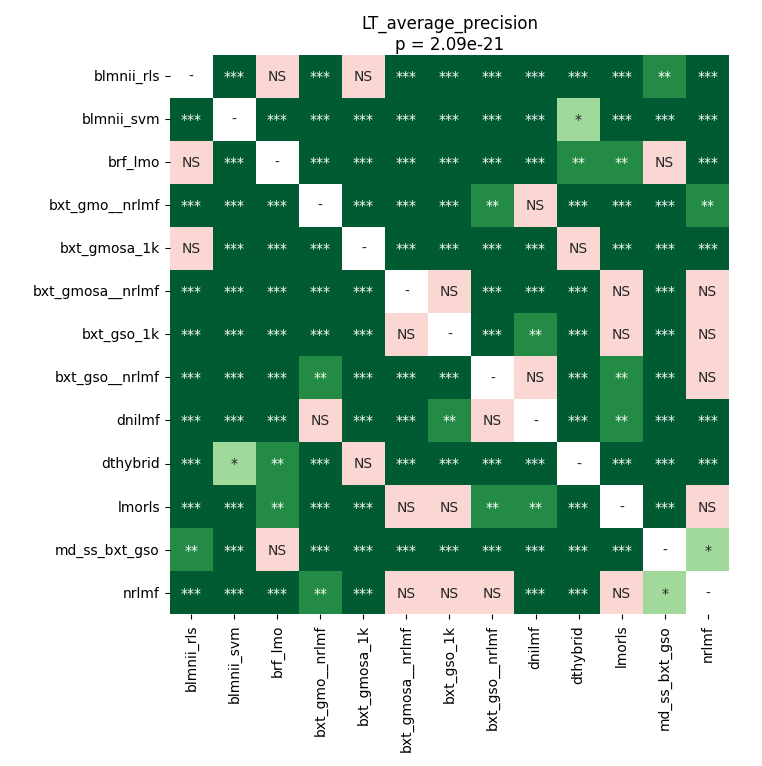 LT_average_precision
p = 2.09e-21
blmnii_rls - *** NS *** NS *** *** *** *** *** *** ** ***
blmnii_svm *** - *** *** *** *** *** *** *** * *** *** ***
brf_lmo NS *** - *** *** *** *** *** *** ** ** NS ***
bxt_gmo__nrlmf *** *** *** - *** *** *** ** NS *** *** *** **
bxt_gmosa_1k NS *** *** *** - *** *** *** *** NS *** *** ***
bxt_gmosa__nrlmf *** *** *** *** *** - NS *** *** *** NS *** NS
bxt_gso_1k *** *** *** *** *** NS - *** ** *** NS *** NS
bxt_gso__nrlmf *** *** *** ** *** *** *** - NS *** ** *** NS
dnilmf *** *** *** NS *** *** ** NS - *** ** *** ***
dthybrid *** * ** *** NS *** *** *** *** - *** *** ***
lmorls *** *** ** *** *** NS NS ** ** *** - *** NS
md_ss_bxt_gso ** *** NS *** *** *** *** *** *** *** *** - *
nrlmf *** *** *** ** *** NS NS NS *** *** NS * -
blmnii_rls
blmnii_svm
brf_lmo
bxt_gmo__nrlmf
bxt_gmosa_1k
bxt_gmosa__nrlmf
bxt_gso_1k
bxt_gso__nrlmf
dnilmf
dthybrid
lmorls
md_ss_bxt_gso
nrlmf